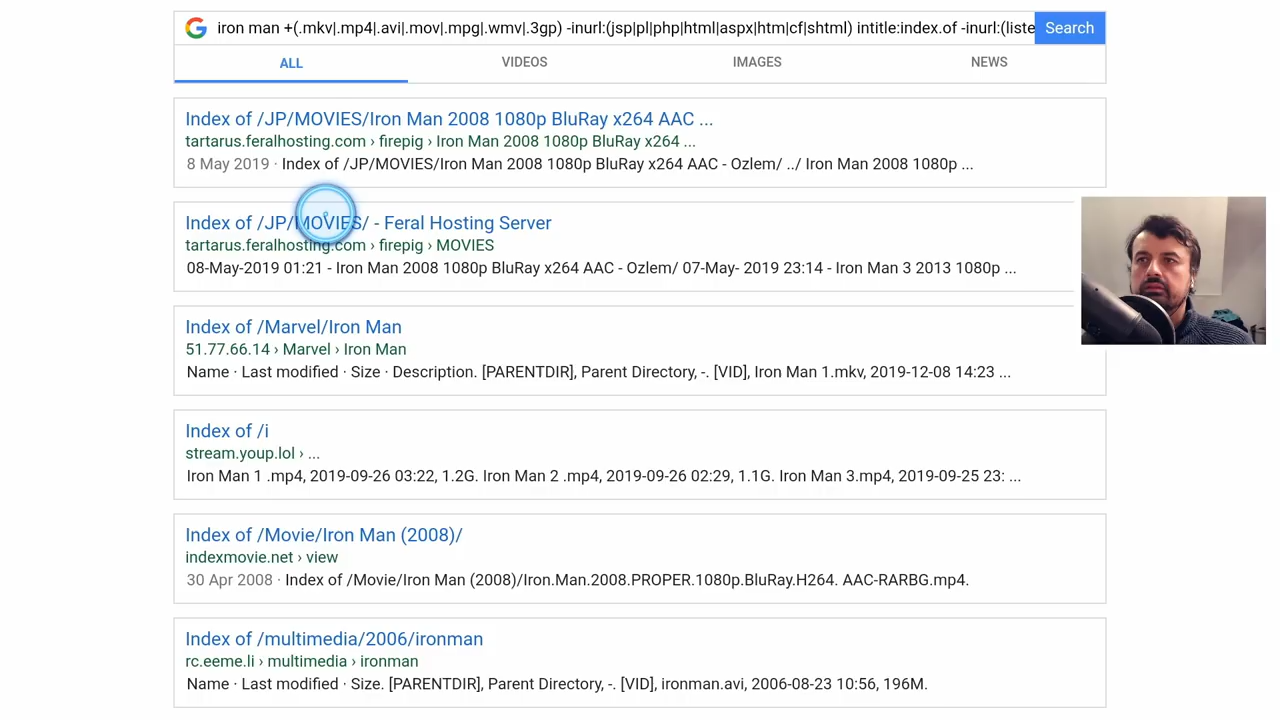 iron man +(.mkv|.mp4|.avi|.mov|.mpg|.wmv|.3gp) -inurl:(jsp|pl|php|html|aspx|htm|cf|shtml) intitle:index.of -inurl:(liste
Search
ALL
VIDEOS
IMAGES
NEWS
Index of /JP/MOVIES/Iron Man 2008 1080p BluRay x264 AAC ...
tartarus.feralhosting.com › firepig › Iron Man 2008 1080p BluRay x264 ...
8 May 2019 · Index of /JP/MOVIES/Iron Man 2008 1080p BluRay x264 AAC - Ozlem/ ../ Iron Man 2008 1080p ...
Index of /JP/MOVIES/ - Feral Hosting Server
tartarus.feralhosting.com › firepig › MOVIES
08-May-2019 01:21 - Iron Man 2008 1080p BluRay x264 AAC - Ozlem/ 07-May- 2019 23:14 - Iron Man 3 2013 1080p ...
Index of /Marvel/Iron Man
51.77.66.14 › Marvel › Iron Man
Name · Last modified · Size · Description. [PARENTDIR], Parent Directory, -. [VID], Iron Man 1.mkv, 2019-12-08 14:23 ...
Index of /i
stream.youp.lol › ...
Iron Man 1 .mp4, 2019-09-26 03:22, 1.2G. Iron Man 2 .mp4, 2019-09-26 02:29, 1.1G. Iron Man 3.mp4, 2019-09-25 23: ...
Index of /Movie/Iron Man (2008)/
indexmovie.net › view
30 Apr 2008 · Index of /Movie/Iron Man (2008)/Iron.Man.2008.PROPER.1080p.BluRay.H264. AAC-RARBG.mp4.
Index of /multimedia/2006/ironman
rc.eeme.li › multimedia › ironman
Name · Last modified · Size. [PARENTDIR], Parent Directory, -. [VID], ironman.avi, 2006-08-23 10:56, 196M.